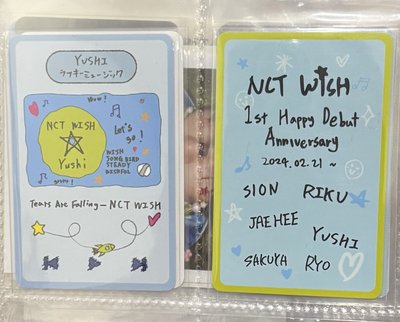 YUSHI
ラッキーミュージック
wow!
NCT WISH
Yushi
Let's
go!
WISH
SONG BIRD
STEADY
DISHFUL
Tears Are Falling – NCT WISH
NCT WISH
1st Happy Debut
Anniversary
2024.02.21 ~
SION RIKU
JAEHEE
YUSHI
SAKUYA RYO